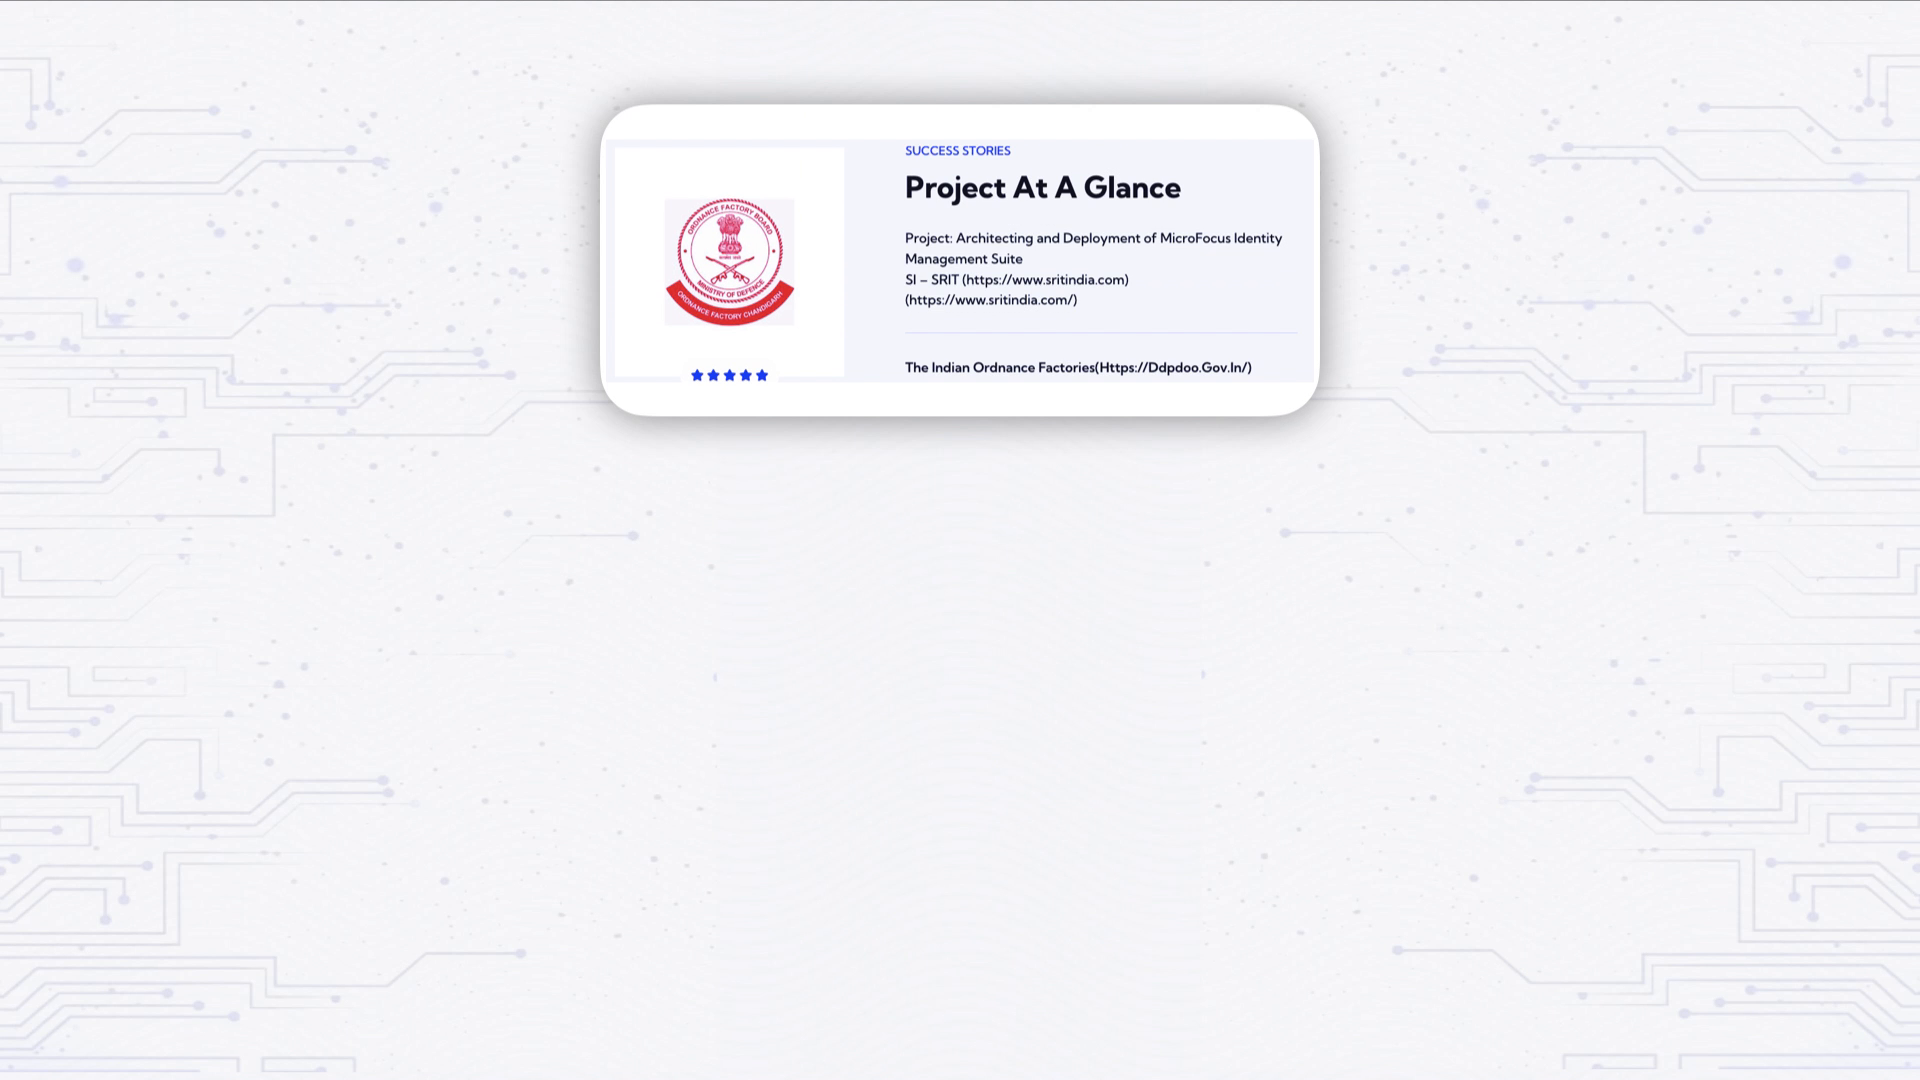 ORDNANCE FACTORY BOARD
MINISTRY OF DEFENCE
ORDNANCE FACTORY CHANDIGARH
SUCCESS STORIES
Project At A Glance
Project: Architecting and Deployment of MicroFocus Identity
Management Suite
SI – SRIT (https://www.sritindia.com)
(https://www.sritindia.com/)
The Indian Ordnance Factories(Https://Ddpdoo.Gov.In/)